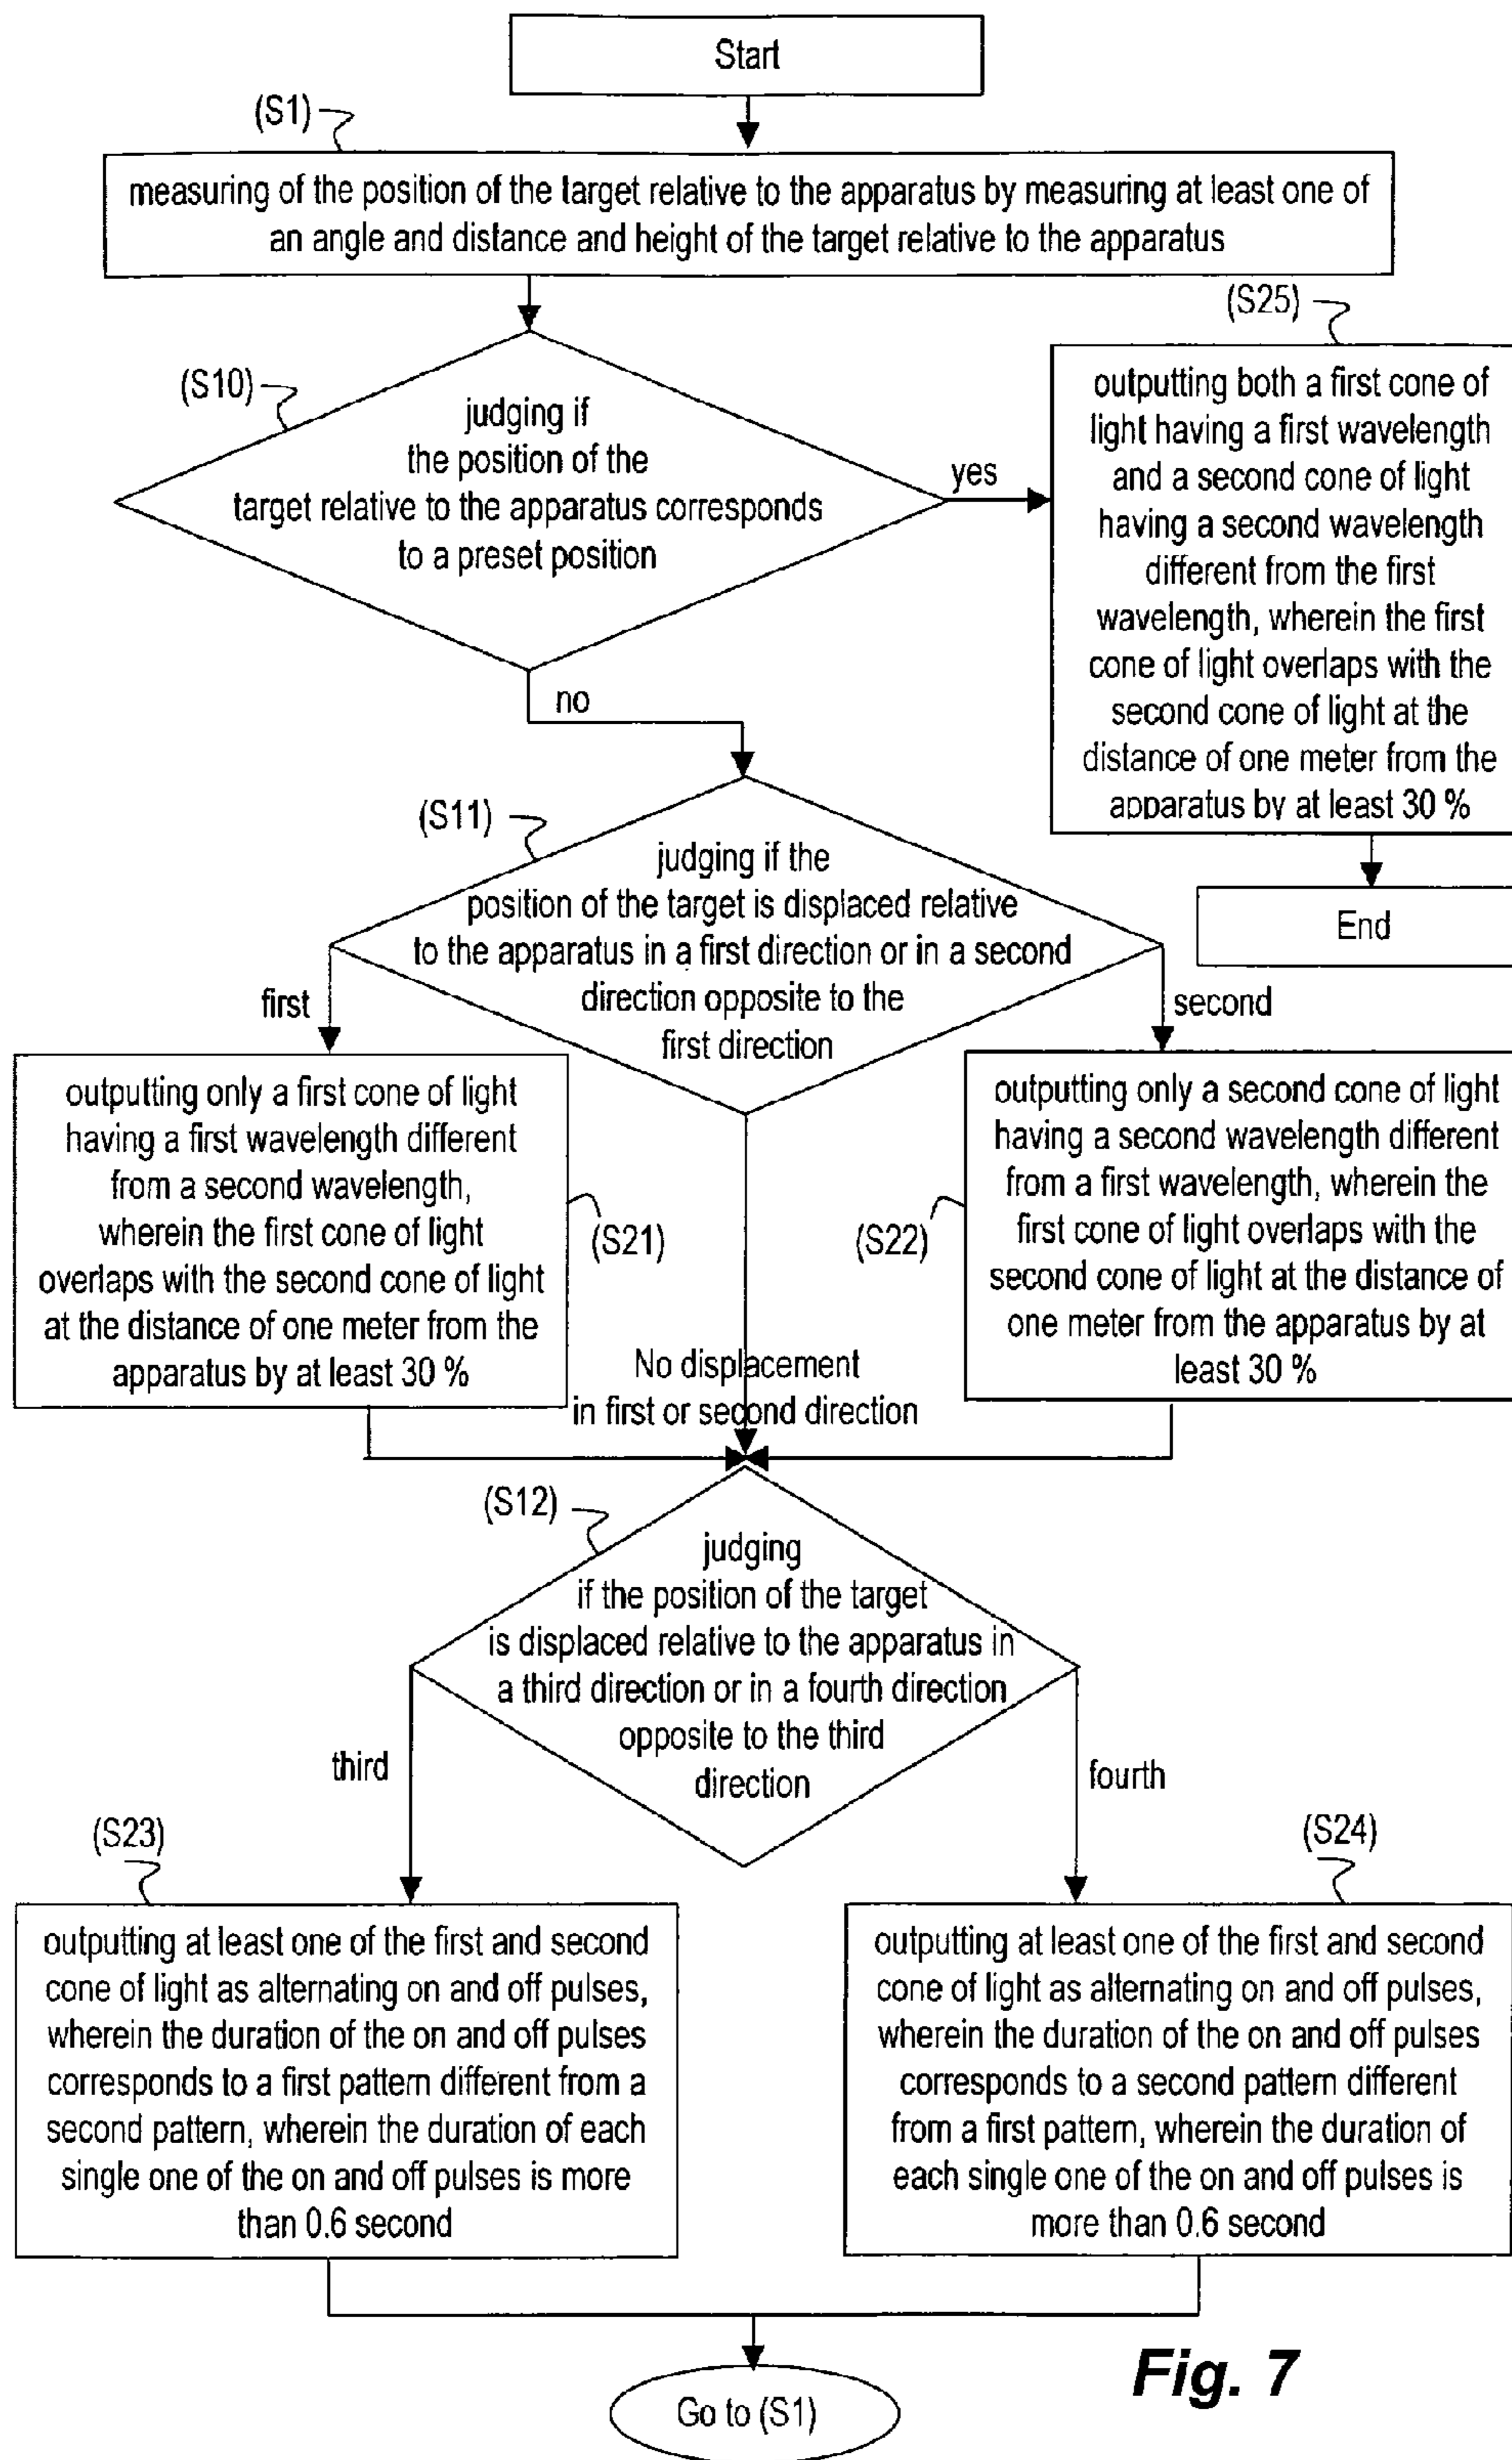 Start
(S1)
measuring of the position of the target relative to the apparatus by measuring at least one of
an angle and distance and height of the target relative to the apparatus
(S10)
judging if
the position of the
target relative to the apparatus corresponds
to a preset position
yes
no
(S25)
outputting both a first cone of
light having a first wavelength
and a second cone of light
having a second wavelength
different from the first
wavelength, wherein the first
cone of light overlaps with the
second cone of light at the
distance of one meter from the
apparatus by at least 30 %
End
(S11)
judging if the
position of the target is displaced relative
to the apparatus in a first direction or in a second
direction opposite to the
first direction
first
second
outputting only a first cone of light
having a first wavelength different
from a second wavelength,
wherein the first cone of light
overlaps with the second cone of light
at the distance of one meter from the
apparatus by at least 30 %
(S21)
(S22)
outputting only a second cone of light
having a second wavelength different
from a first wavelength, wherein the
first cone of light overlaps with the
second cone of light at the distance of
one meter from the apparatus by at
least 30 %
No displacement
in first or second direction
(S12)
judging
if the position of the target
is displaced relative to the apparatus in
a third direction or in a fourth direction
opposite to the third
direction
third
fourth
(S23)
outputting at least one of the first and second
cone of light as alternating on and off pulses,
wherein the duration of the on and off pulses
corresponds to a first pattern different from a
second pattern, wherein the duration of each
single one of the on and off pulses is more
than 0.6 second
(S24)
outputting at least one of the first and second
cone of light as alternating on and off pulses,
wherein the duration of the on and off pulses
corresponds to a second pattern different
from a first pattern, wherein the duration of
each single one of the on and off pulses is
more than 0.6 second
Go to (S1)
Fig. 7